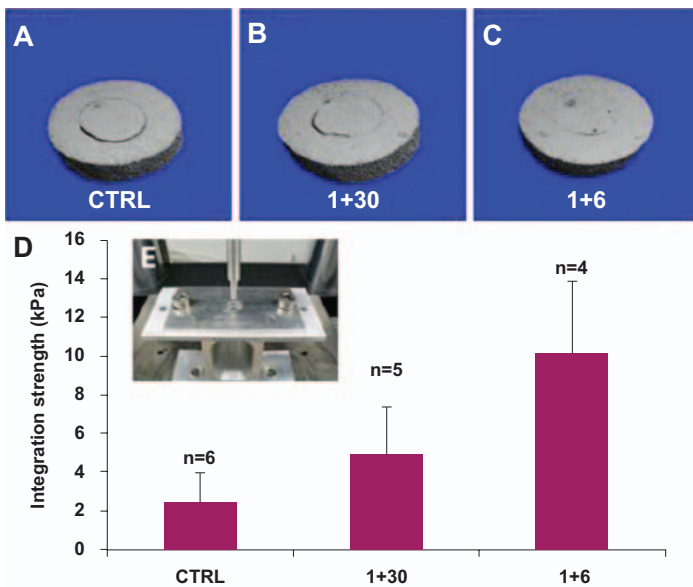 A
B
C
CTRL
1+30
1+6
D
E
Integration strength (kPa)
16
14
12
10
8
6
4
2
0
n=6
n=5
n=4
CTRL
1+30
1+6